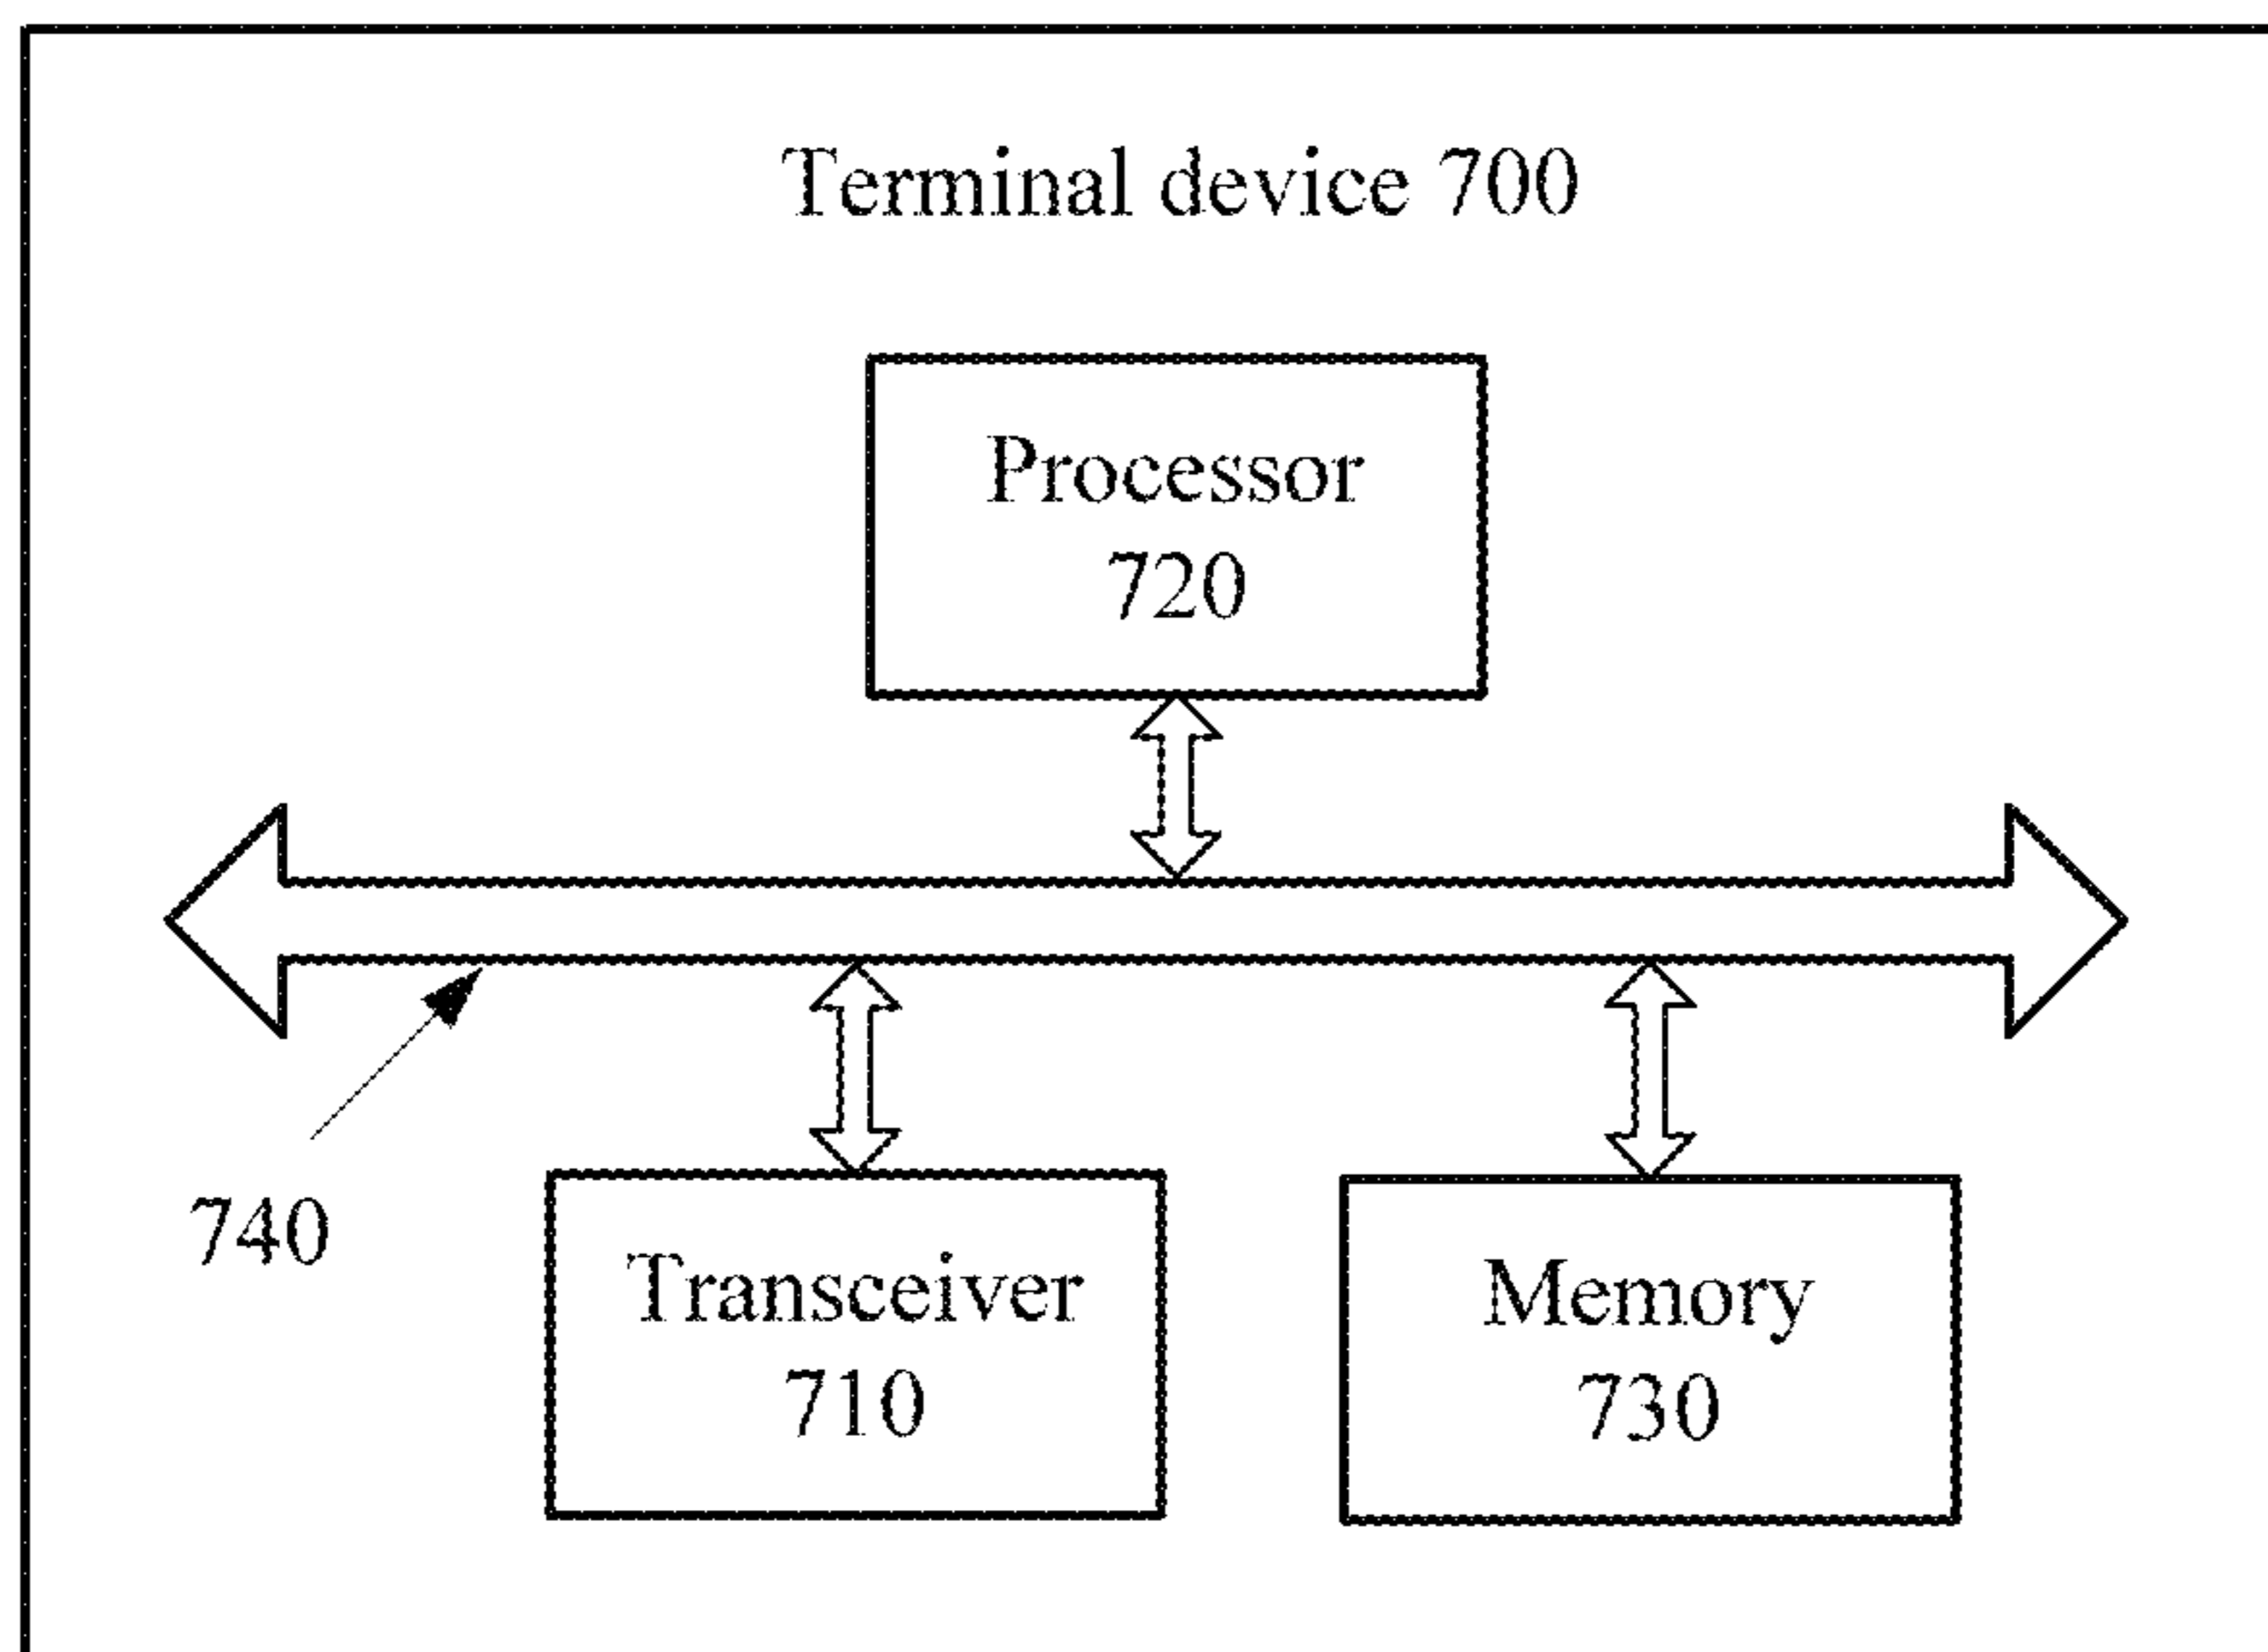 Terminal device 700
Processor
720
740
Transceiver
710
Memory
730